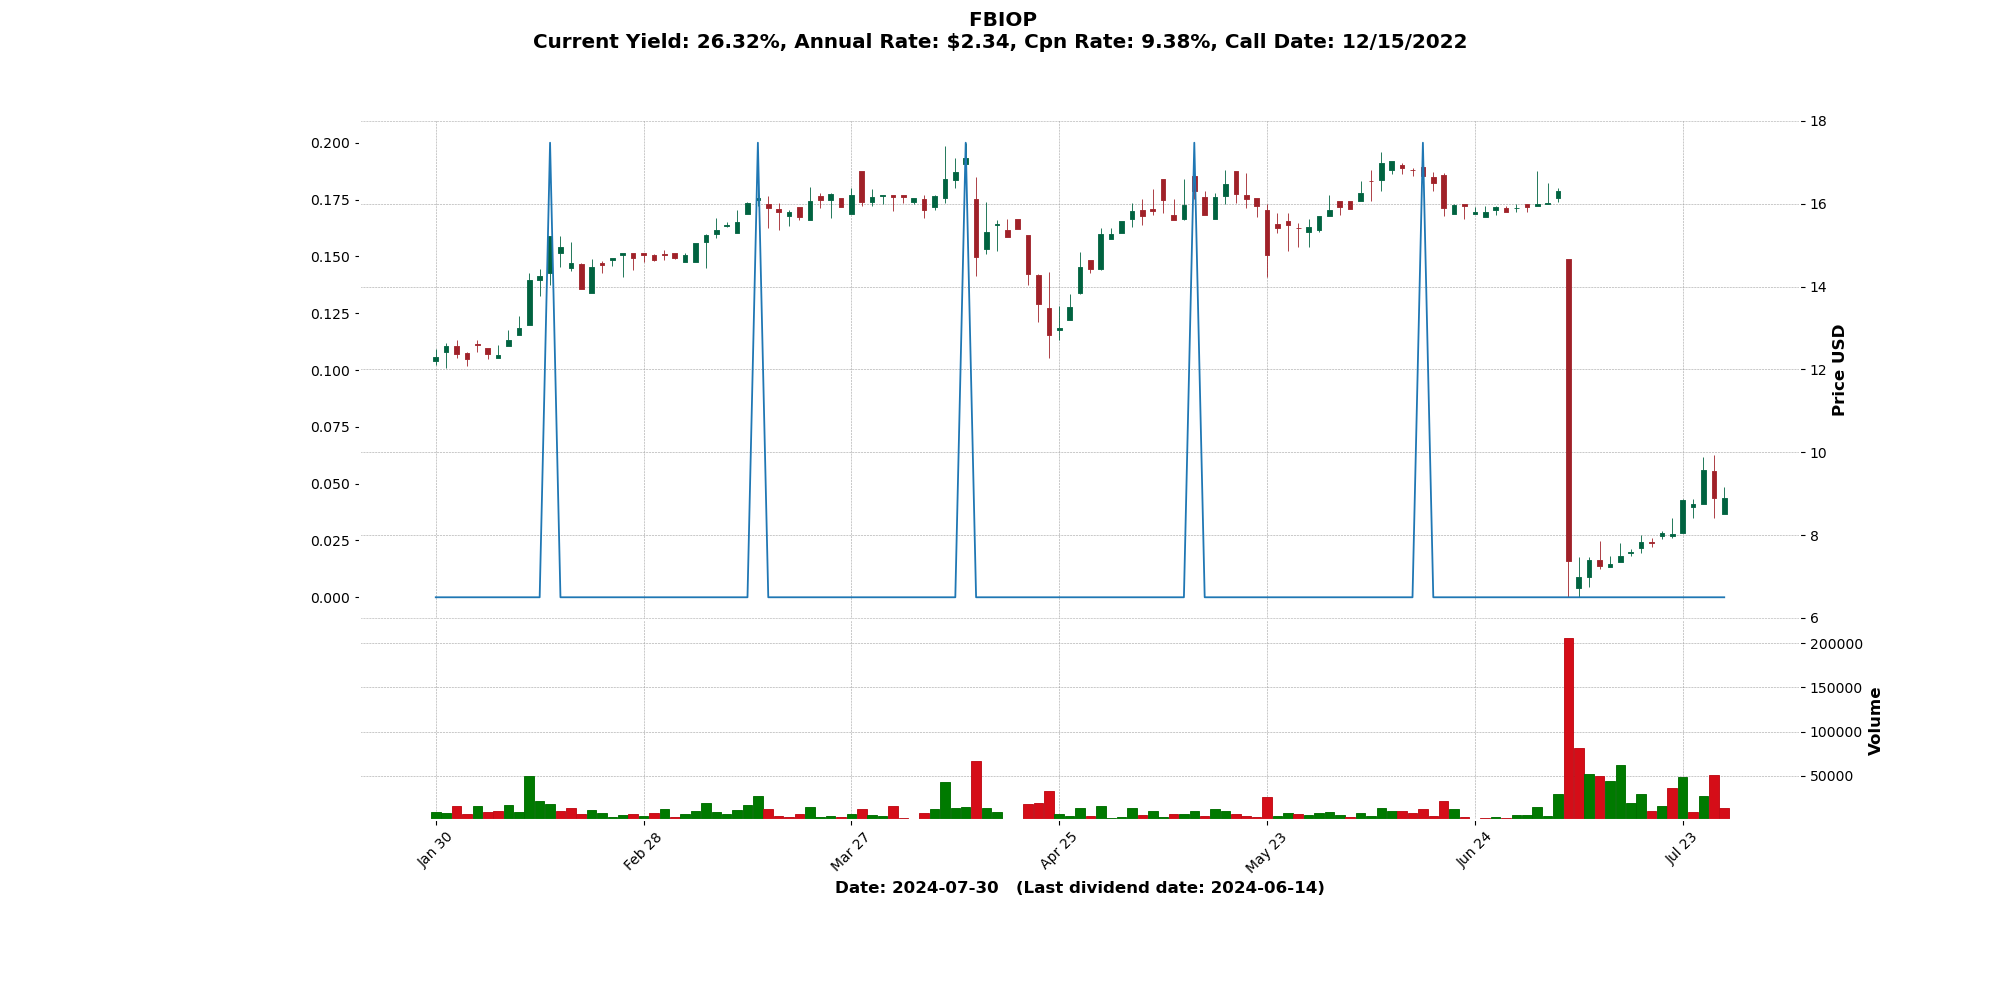 FBIOP
Current Yield: 26.32%, Annual Rate: $2.34, Cpn Rate: 9.38%, Call Date: 12/15/2022
0.200
0.175
0.150
0.125
0.100
0.075
0.050
0.025
0.000
18
16
14
12
10
8
6
Price USD
200000
150000
100000
50000
Volume
Jan 30
Feb 28
Mar 27
Apr 25
May 23
Jun 24
Jul 23
Date: 2024-07-30 (Last dividend date: 2024-06-14)